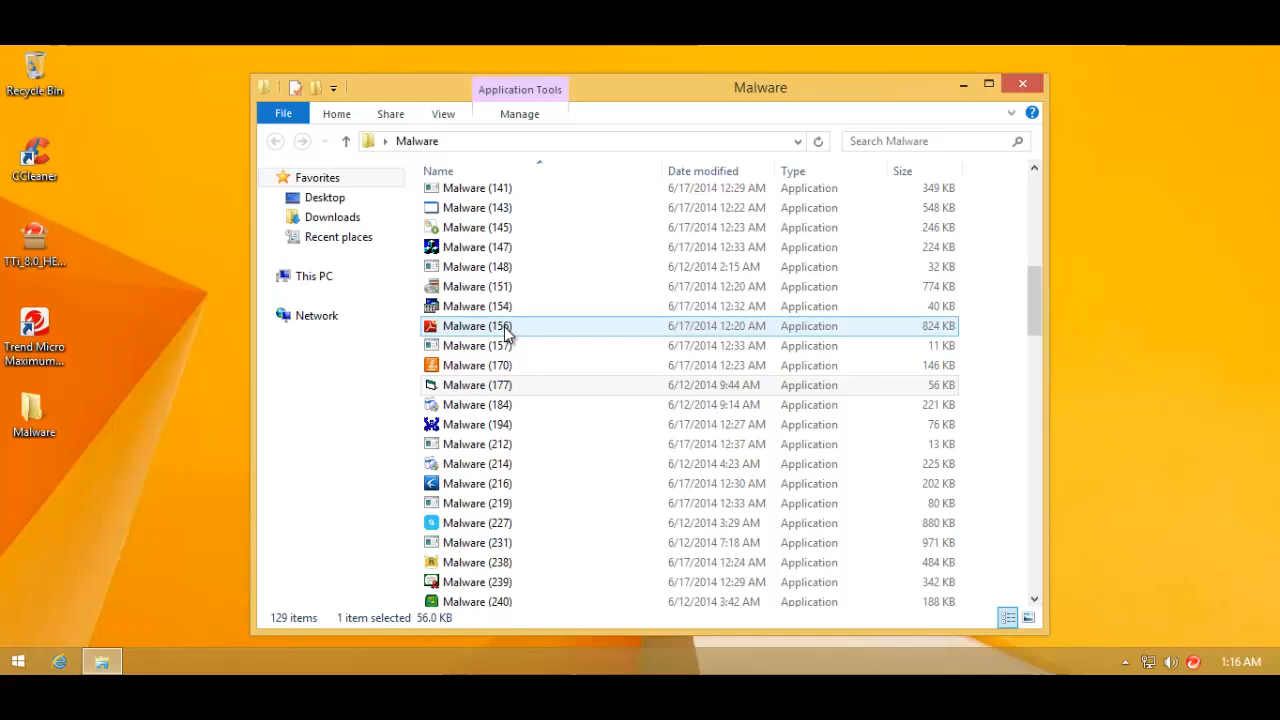 Recycle Bin
CCleaner
TTi_8.0_HE...
Trend Micro
Maximum...
Malware
Application Tools
Malware
File
Home
Share
View
Manage
Malware
Search Malware
Favorites
Desktop
Downloads
Recent places
This PC
Network
Name Date modified Type Size
Malware (141) 6/17/2014 12:29 AM Application 349 KB
Malware (143) 6/17/2014 12:22 AM Application 548 KB
Malware (145) 6/17/2014 12:23 AM Application 246 KB
Malware (147) 6/17/2014 12:33 AM Application 224 KB
Malware (148) 6/12/2014 2:15 AM Application 32 KB
Malware (151) 6/17/2014 12:20 AM Application 774 KB
Malware (154) 6/17/2014 12:32 AM Application 40 KB
Malware 6/17/2014 12:20 AM Application 824 KB
Malware (157) 6/17/2014 12:33 AM Application 11 KB
Malware (170) 6/17/2014 12:23 AM Application 146 KB
Malware (177) 6/12/2014 9:44 AM Application 56 KB
Malware (184) 6/12/2014 9:14 AM Application 221 KB
Malware (194) 6/17/2014 12:27 AM Application 76 KB
Malware (212) 6/17/2014 12:37 AM Application 13 KB
Malware (214) 6/12/2014 4:23 AM Application 225 KB
Malware (216) 6/17/2014 12:30 AM Application 202 KB
Malware (219) 6/17/2014 12:33 AM Application 80 KB
Malware (227) 6/12/2014 3:29 AM Application 880 KB
Malware (231) 6/12/2014 7:18 AM Application 971 KB
Malware (238) 6/17/2014 12:24 AM Application 484 KB
Malware (239) 6/17/2014 12:29 AM Application 342 KB
Malware (240) 6/12/2014 3:42 AM Application 188 KB
129 items 1 item selected 56.0 KB
1:16 AM